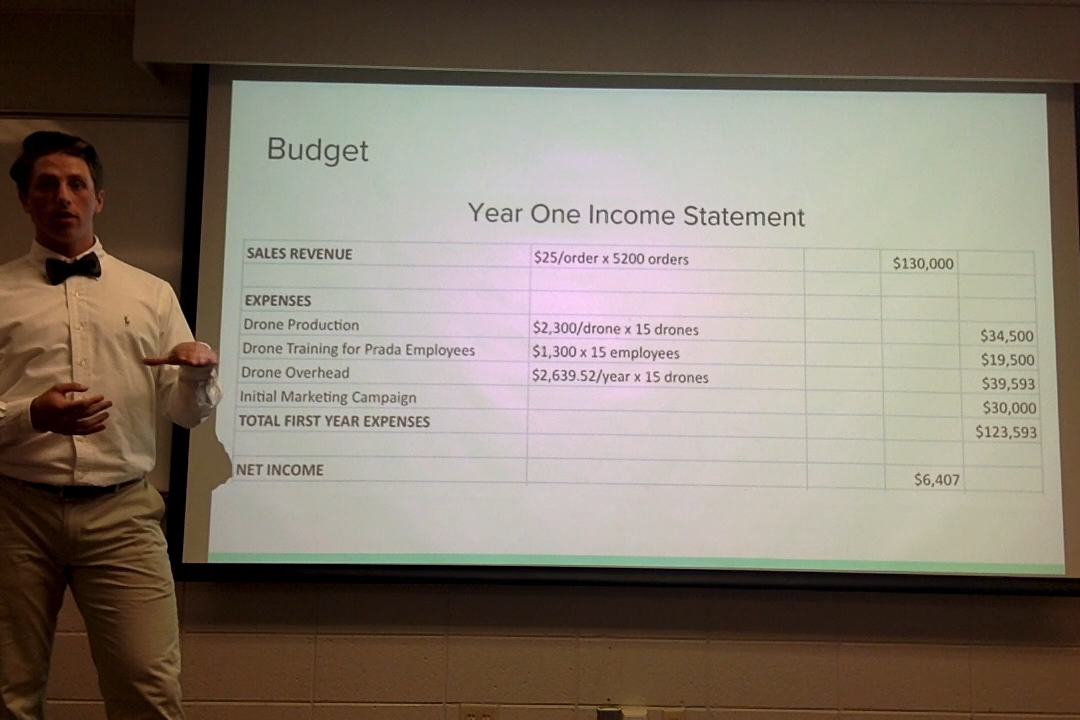 Budget
Year One Income Statement
SALES REVENUE $25/order x 5200 orders $130,000
EXPENSES
Drone Production $2,300/drone x 15 drones $34,500
Drone Training for Prada Employees $1,300 x 15 employees $19,500
Drone Overhead $2,639.52/year x 15 drones $39,593
Initial Marketing Campaign $30,000
TOTAL FIRST YEAR EXPENSES $123,593
NET INCOME $6,407